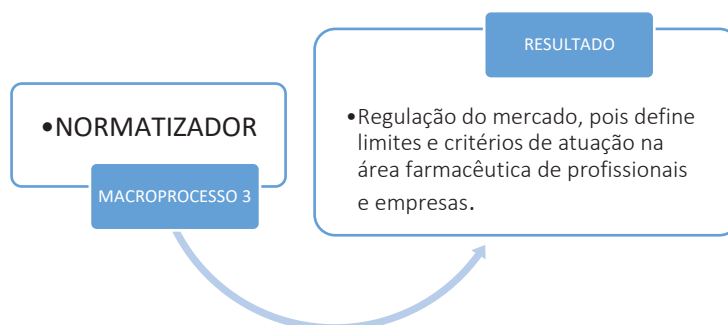 •NORMATIZADOR
MACROPROCESSO 3
RESULTADO
•Regulação do mercado, pois define
limites e critérios de atuação na
área farmacêutica de profissionais
e empresas.